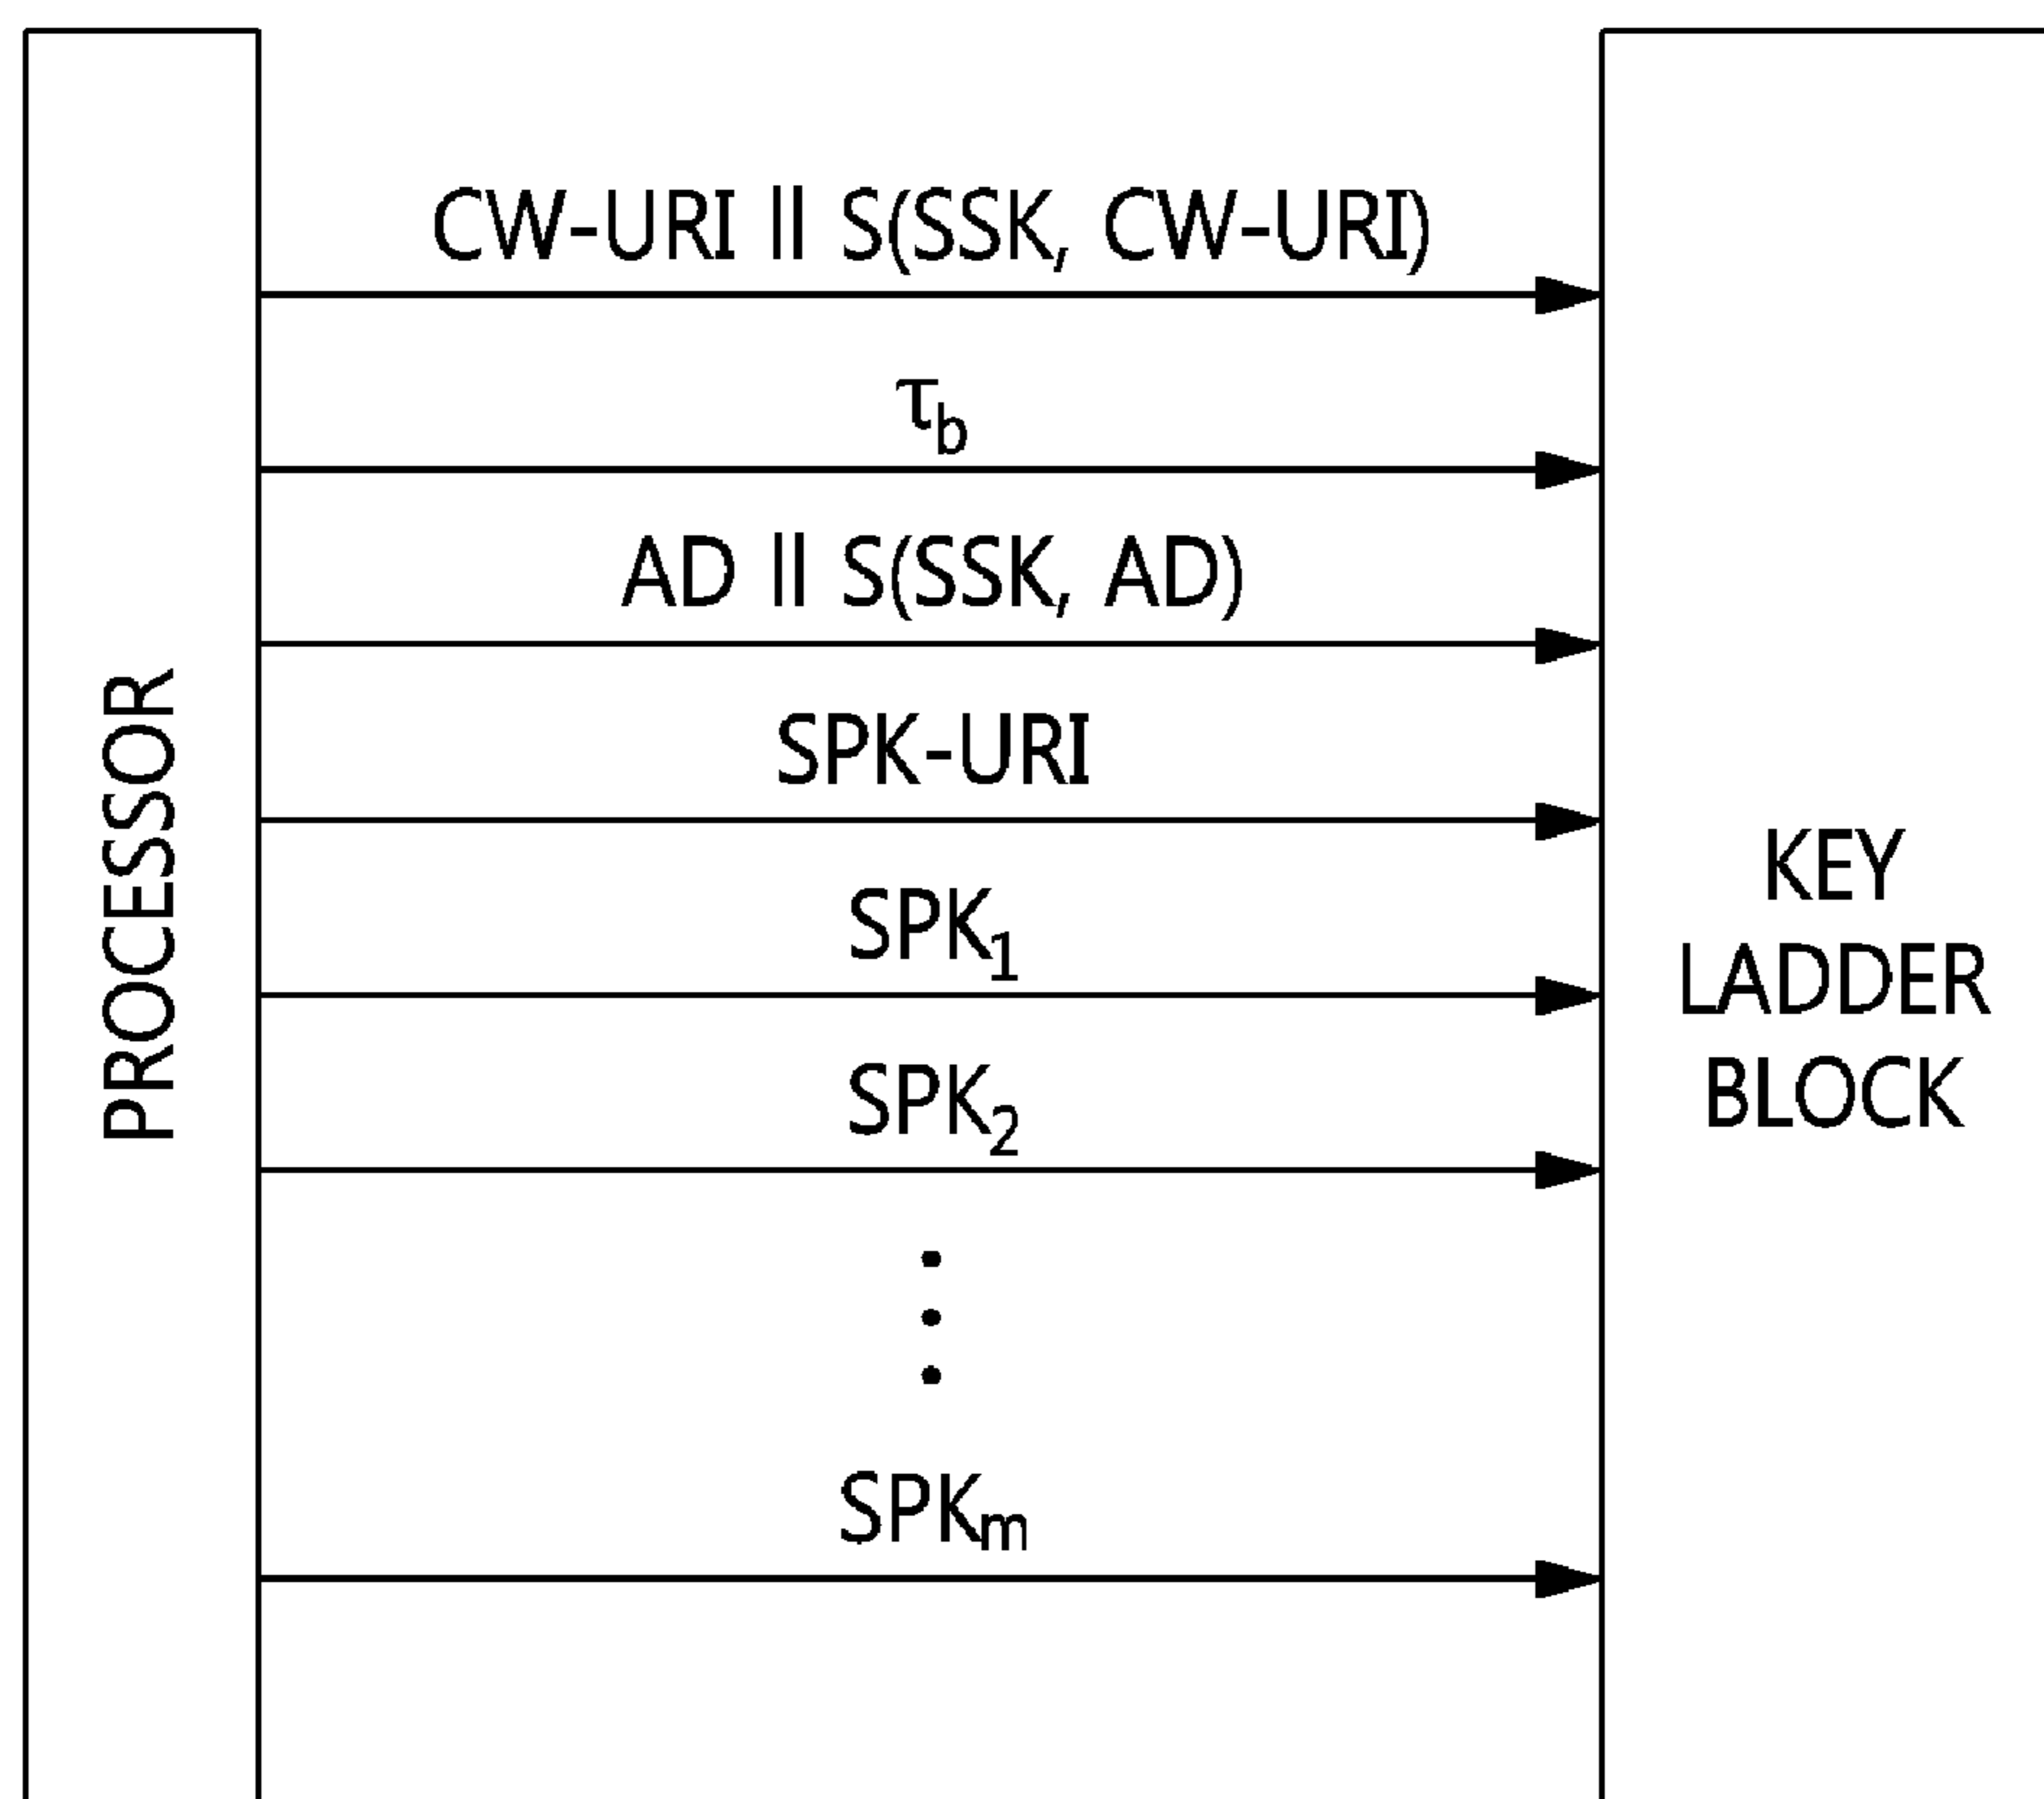 PROCESSOR
CW-URI || S(SSK, CW-URI)
τb
AD || S(SSK, AD)
SPK-URI
SPK1
SPK2
SPKm
KEY
LADDER
BLOCK